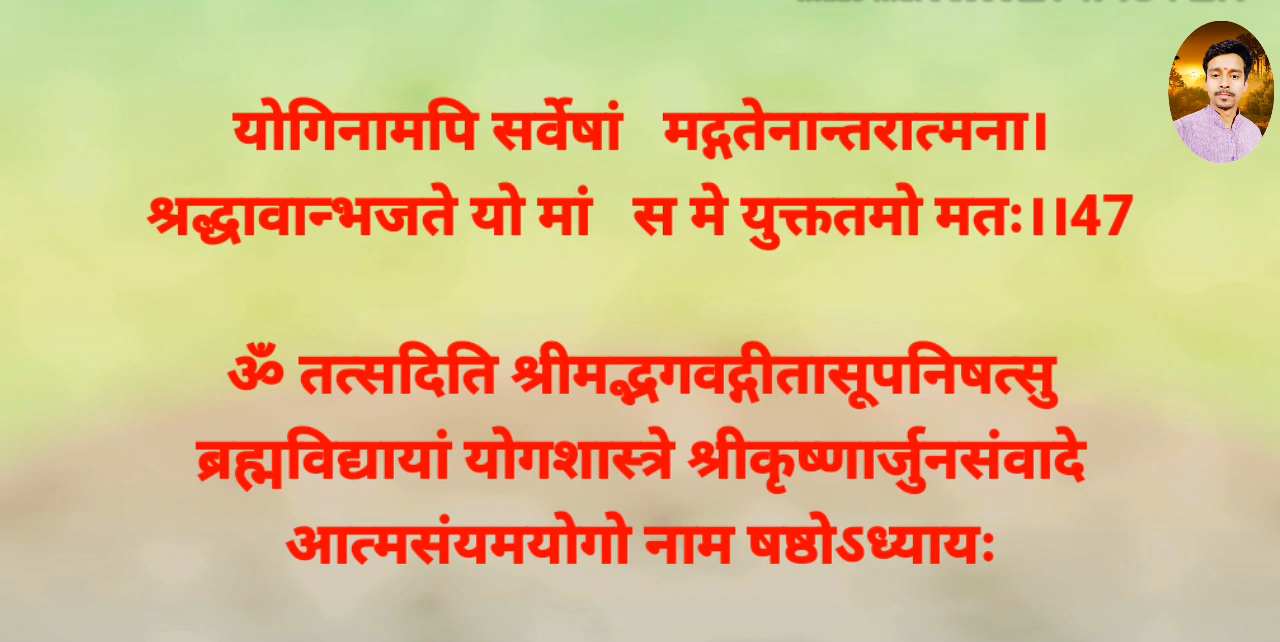 योगिनामपि सर्वेषां मद्गतेनान्तरात्मना।
श्रद्धावान्भजते यो मां स मे युक्ततमो मतः।।47
ॐ तत्सदिति श्रीमद्भगवद्गीतासूपनिषत्सु
ब्रह्मविद्यायां योगशास्त्रे श्रीकृष्णार्जुनसंवादे
आत्मसंयमयोगो नाम षष्ठोऽध्यायः